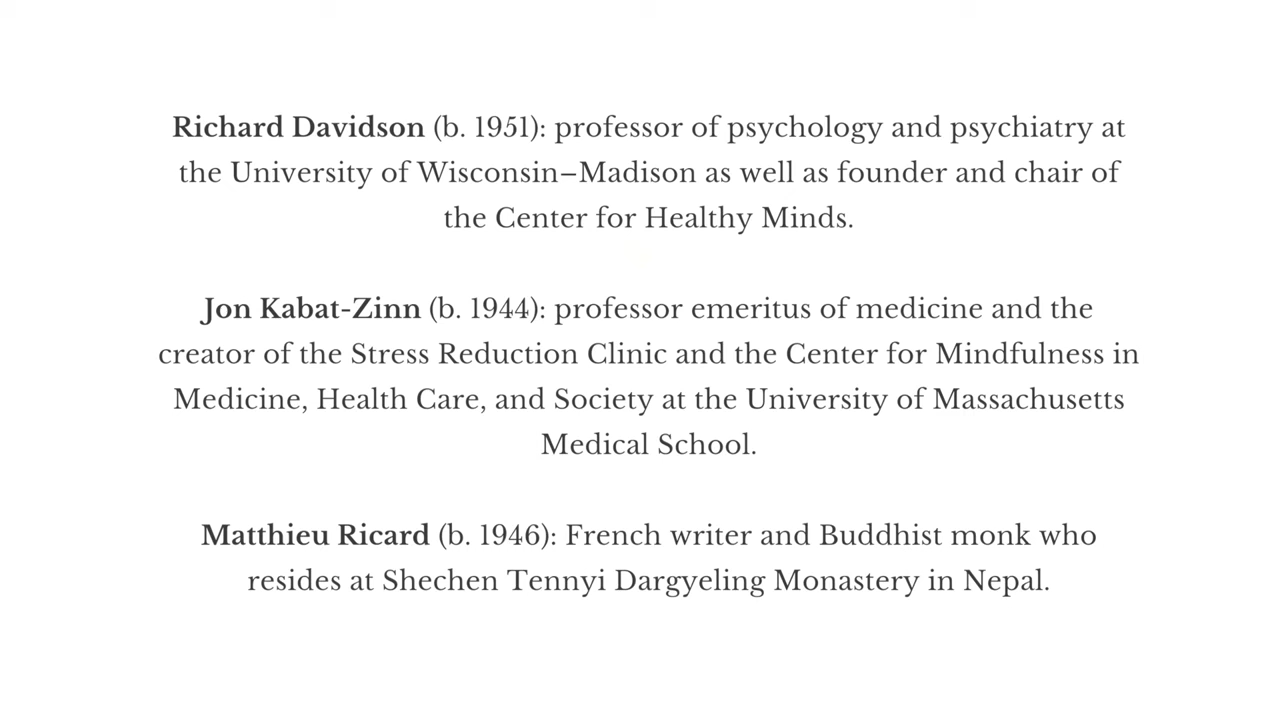 Richard Davidson (b. 1951): professor of psychology and psychiatry at
the University of Wisconsin–Madison as well as founder and chair of
the Center for Healthy Minds.
Jon Kabat-Zinn (b. 1944): professor emeritus of medicine and the
creator of the Stress Reduction Clinic and the Center for Mindfulness in
Medicine, Health Care, and Society at the University of Massachusetts
Medical School.
Matthieu Ricard (b. 1946): French writer and Buddhist monk who
resides at Shechen Tennyi Dargyeling Monastery in Nepal.